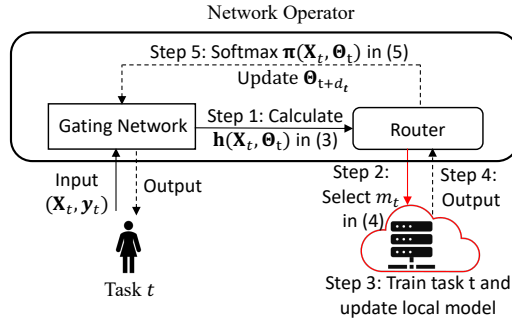 Network Operator
Step 5: Softmax π(X_t, Θ_t) in (5)
Update Θ_{t+d_t}
Gating Network
Step 1: Calculate
h(X_t, Θ_t) in (3)
Router
Input
(X_t, y_t)
Output
Step 2:
Select m_t
in (4)
Step 4:
Output
Task t
Step 3: Train task t and
update local model